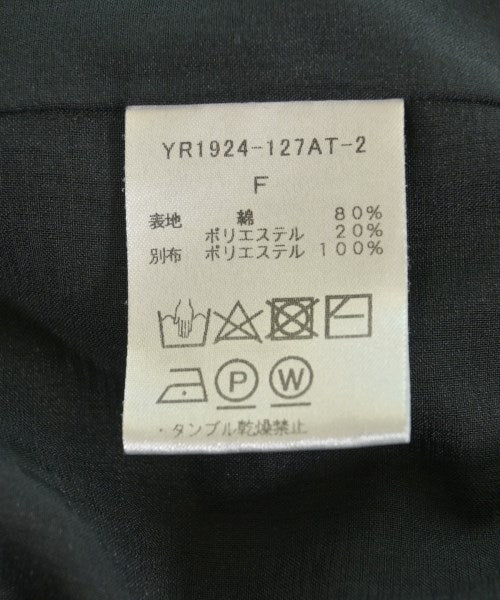 YR1924-127AT-2
F
表地 綿 80%
ポリエステル 20%
別布 ポリエステル 100%
P W
・タンブル乾燥禁止